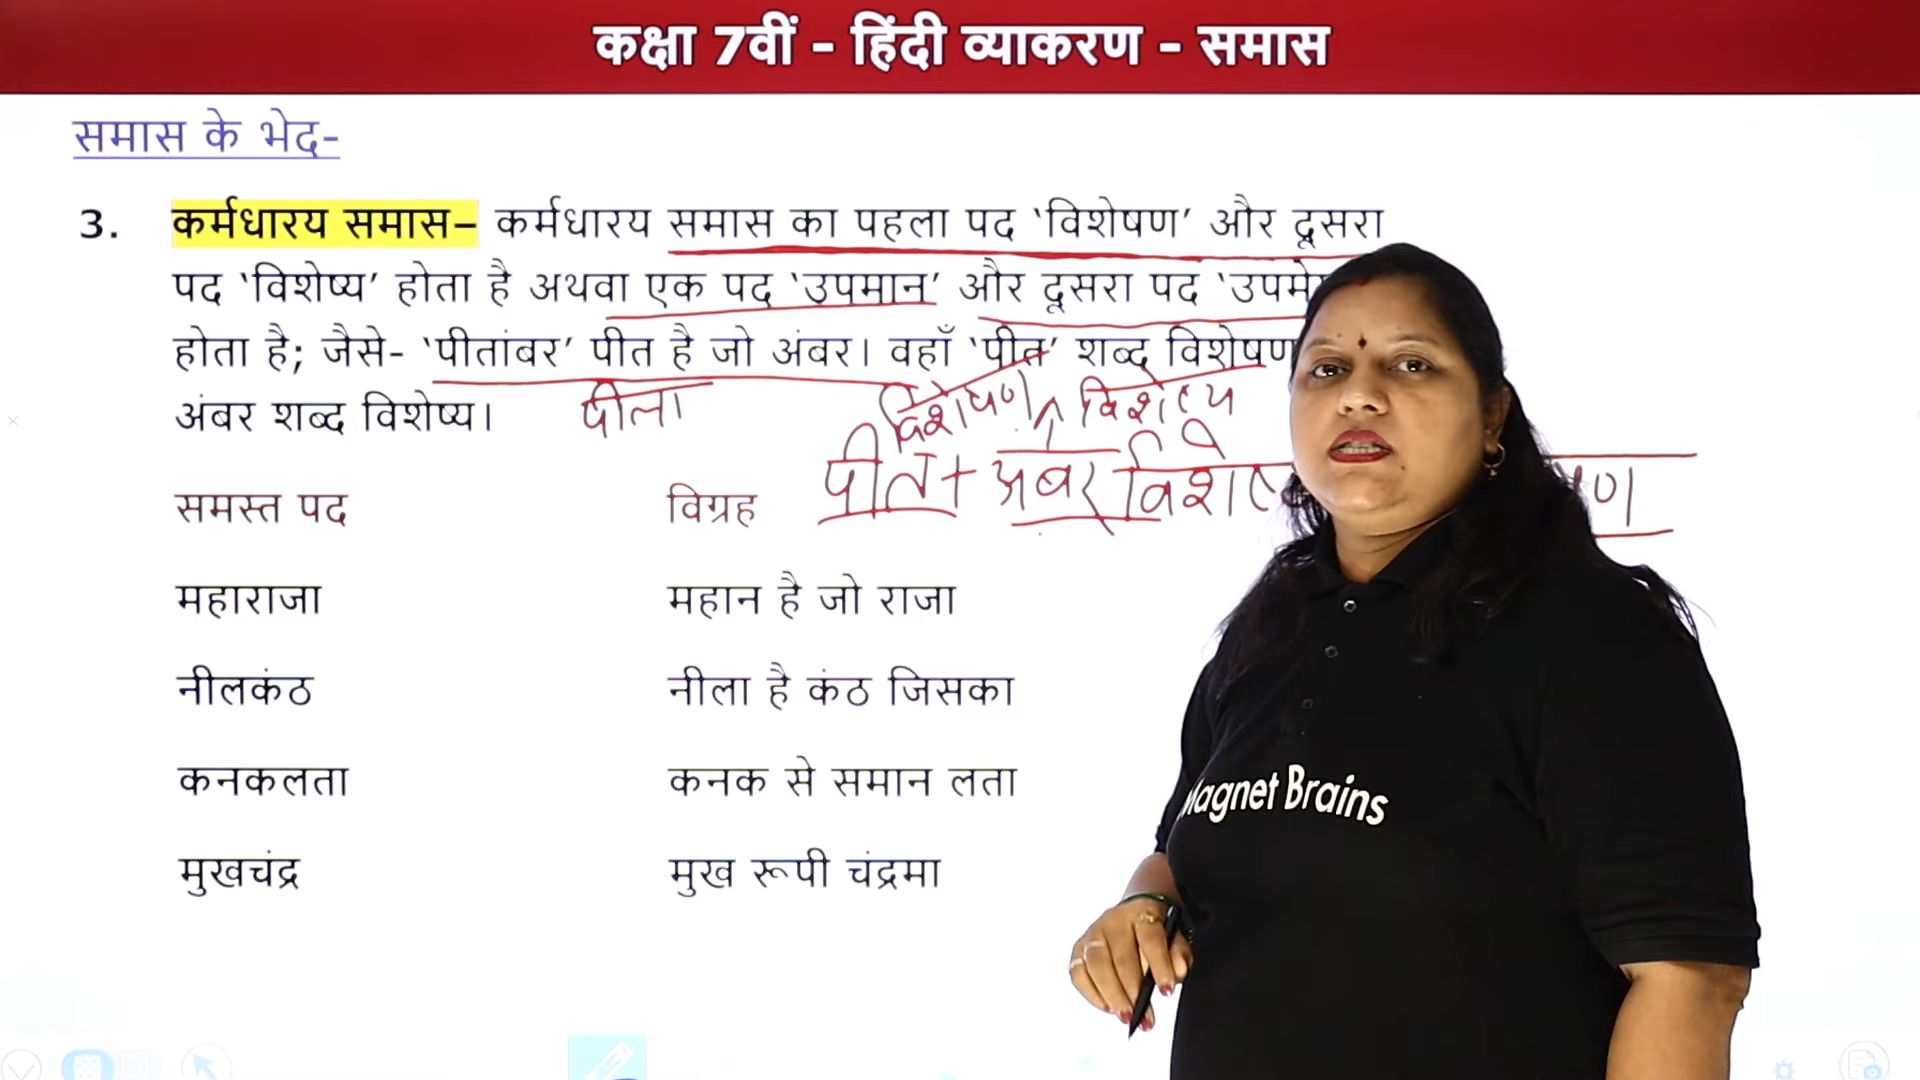 कक्षा 7वीं - हिंदी व्याकरण - समास
समास के भेद-
3. कर्मधारय समास– कर्मधारय समास का पहला पद ‘विशेषण’ और दूसरा
पद ‘विशेष्य’ होता है अथवा एक पद ‘उपमान’ और दूसरा पद ‘उपमे
होता है; जैसे- ‘पीतांबर’ पीत है जो अंबर। वहाँ ‘पीत’ शब्द विशेषण
अंबर शब्द विशेष्य।
पीला
विशेषण विशेष्य
पीत + अंबर
समस्त पद विग्रह
महाराजा महान है जो राजा
नीलकंठ नीला है कंठ जिसका
कनकलता कनक से समान लता
मुखचंद्र मुख रूपी चंद्रमा
Magnet Brains